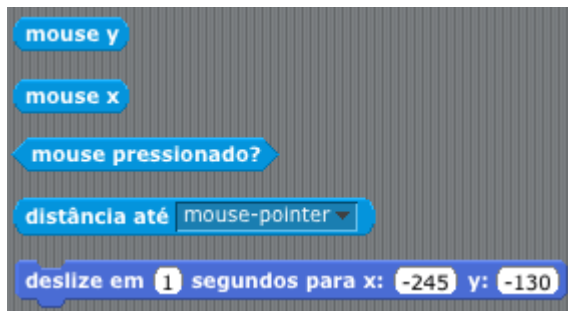 mouse y
mouse x
mouse pressionado?
distância até mouse-pointer
deslize em 1 segundos para x: -245 y: -130